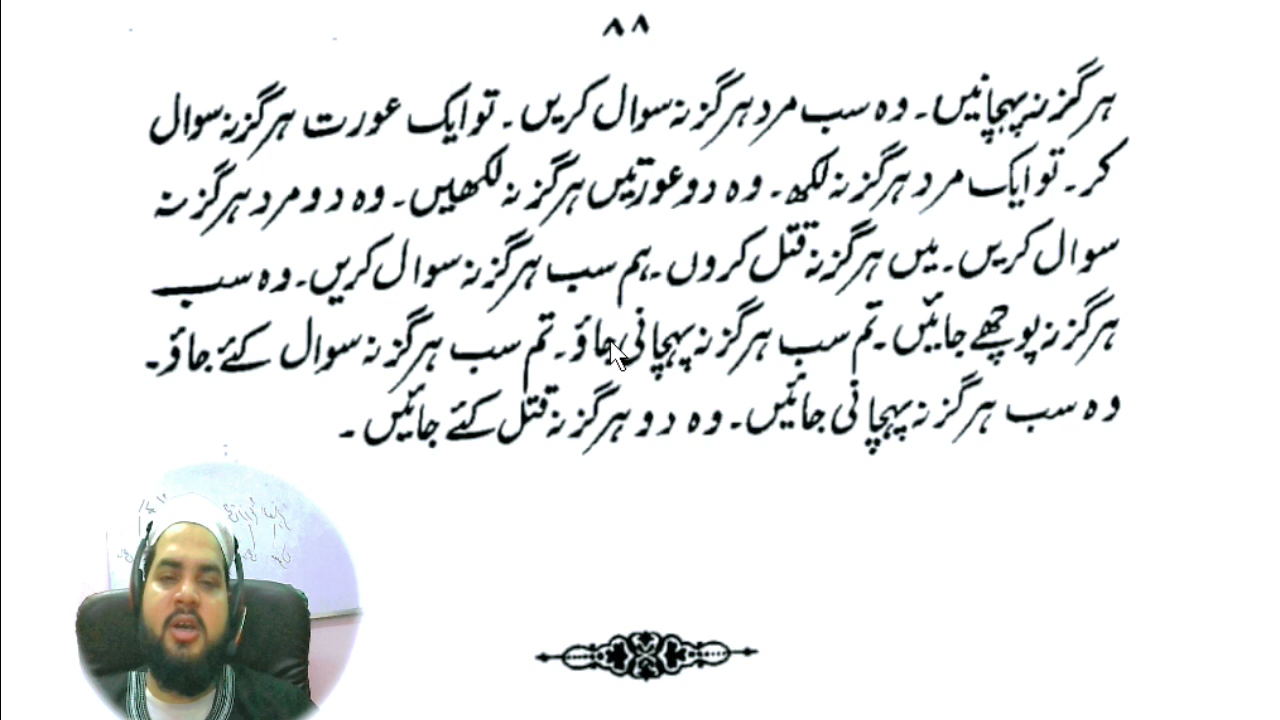 ۸۸
ہرگز نہ پہچانیں۔ وہ سب مرد ہرگز نہ سوال کریں۔ تو ایک عورت ہرگز نہ سوال
کر۔ تو ایک مرد ہرگز نہ لکھ۔ وہ دو عورتیں ہرگز نہ لکھیں۔ وہ دو مرد ہرگز نہ
سوال کریں۔ میں ہرگز نہ قتل کروں۔ ہم سب ہرگز نہ سوال کریں۔ وہ سب
ہرگز نہ پوچھے جائیں۔ تم سب ہرگز نہ پہچانی جاؤ۔ تم سب ہرگز نہ سوال کئے جاؤ۔
وہ سب ہرگز نہ پہچانی جائیں۔ وہ دو ہرگز نہ قتل کئے جائیں۔